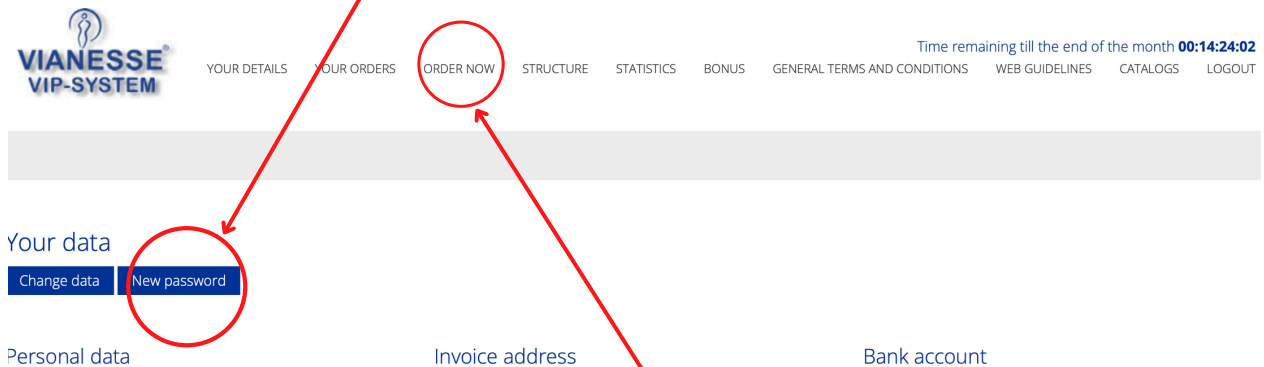 VIANESSE®
VIP-SYSTEM
Time remaining till the end of the month 00:14:24:02
YOUR DETAILS YOUR ORDERS ORDER NOW STRUCTURE STATISTICS BONUS GENERAL TERMS AND CONDITIONS WEB GUIDELINES CATALOGS LOGOUT
Your data
Change data New password
Personal data Invoice address Bank account